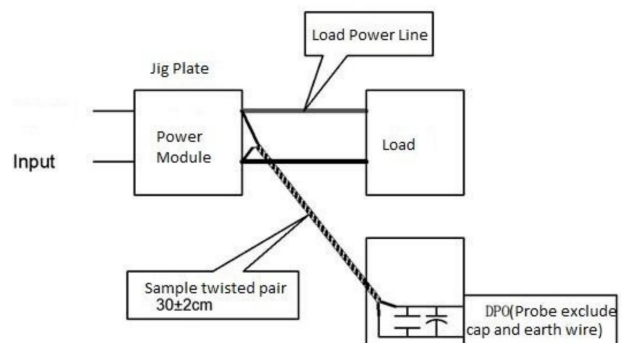 Load Power Line
Jig Plate
Power
Module
Load
Input
Sample twisted pair
30±2cm
DPO(Probe exclude
cap and earth wire)